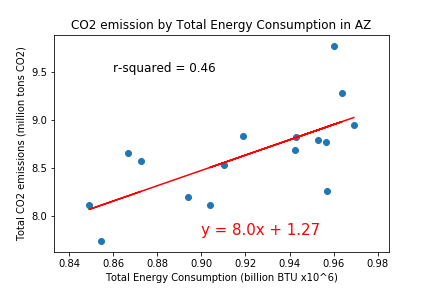 CO2 emission by Total Energy Consumption in AZ
Total CO2 emissions (million tons CO2)
9.5
9.0
8.5
8.0
r-squared = 0.46
y = 8.0x + 1.27
0.84 0.86 0.88 0.90 0.92 0.94 0.96 0.98
Total Energy Consumption (billion BTU x10^6)